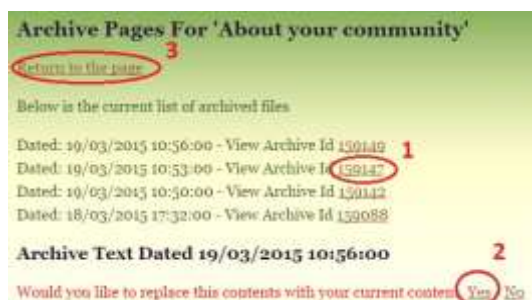 Archive Pages For 'About your community'
3
Return to the page
Below is the current list of archived files
Dated: 19/03/2015 10:56:00 - View Archive Id 159149
1
Dated: 19/03/2015 10:53:00 - View Archive Id 159147
Dated: 19/03/2015 10:50:00 - View Archive Id 159142
Dated: 18/03/2015 17:32:00 - View Archive Id 159088
Archive Text Dated 19/03/2015 10:56:00
2
Would you like to replace this contents with your current content Yes No